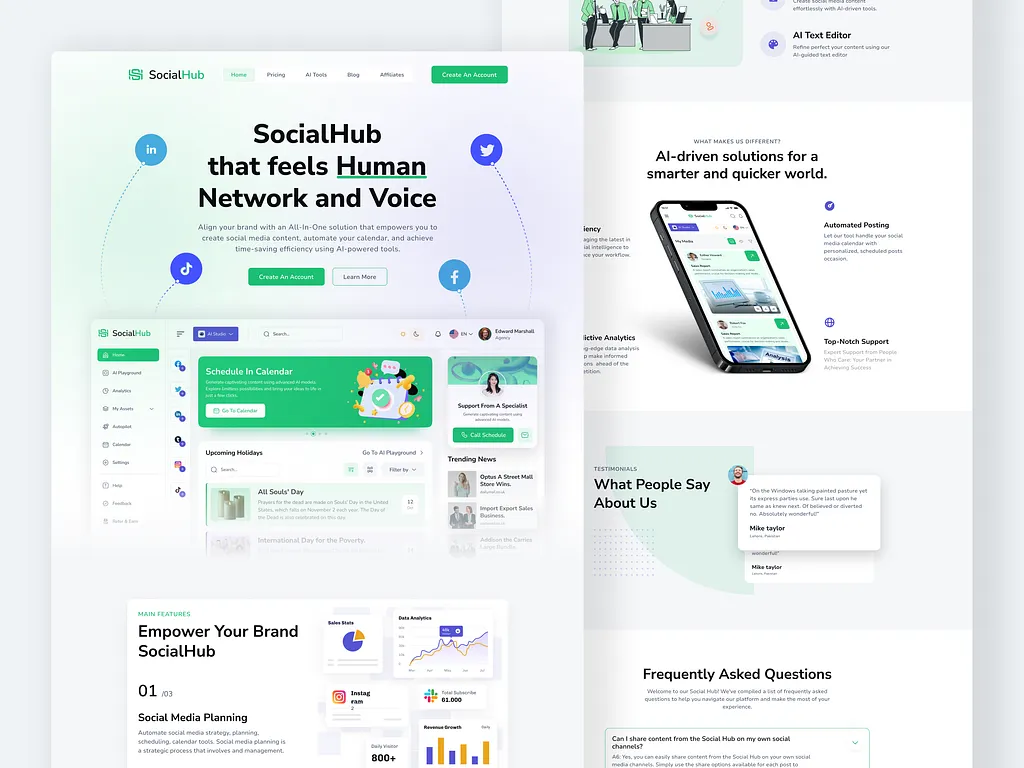 SocialHub
Home
Pricing
AI Tools
Blog
Affiliates
Create An Account
SocialHub
that feels Human
Network and Voice
Align your brand with an All-In-One solution that empowers you to
create social media content, automate your calendar, and achieve
time-saving efficiency using AI-powered tools.
Create An Account
Learn More
SocialHub
AI Studio
Search..
EN
Edward Marshall
Agency
Home
AI Playground
Analytics
My Assets
Autopilot
Calendar
Settings
Help
Feedback
Refer & Earn
Schedule In Calendar
Generate captivating content using advanced AI models.
Explore limitless possibilities and bring your ideas to life in
just a few clicks.
Go To Calendar
Support From A Specialist
Generate captivating content using
advanced AI models.
Call Schedule
Upcoming Holidays
Go To AI Playground
Search..
Filter by
All Souls' Day
Prayers for the dead are made on Souls' Day in the United
States, which falls on November 2 each year. The Day of
the Dead is also celebrated on this day.
12
International Day for the Poverty.
12
Trending News
Optus A Street Mall
Store Wins.
Import Export Sales
Business.
Addison the Carries
Large Bundle
MAIN FEATURES
Empower Your Brand
SocialHub
01 /03
Social Media Planning
Automate social media strategy, planning,
scheduling, calendar tools. Social media planning is
a strategic process that involves and management.
Sales Stats
Data Analytics
Mar
Apr
May
Jun
Jul
Instag
ram
2
Total Subscribe
61.000
Daily Visitor
800+
Revenue Growth
Daily
Create social media content
effortlessly with AI-driven tools.
AI Text Editor
Refine perfect your content using our
AI-guided text editor
WHAT MAKES US DIFFERENT?
AI-driven solutions for a
smarter and quicker world.
iency
aging the latest in
ial intelligence to
ce your workflow.
SocialHub
My Media
Analysis
Automated Posting
Let our tool handle your social
media calendar with
personalized, scheduled posts
occasion.
dictive Analytics
ng-edge data analysis
p make informed
ons ahead of the
etition.
Top-Notch Support
Expert Support from People
Who Care: Your Partner in
Achieving Success
TESTIMONIALS
What People Say
About Us
"On the Windows talking painted pasture yet
its express parties use. Sure last upon he
same as knew next. Of believed or diverted
no. Absolutely wonderful!"
Mike taylor
Lahore, Pakistan
wonderful!"
Mike taylor
Lahore, Pakistan
Frequently Asked Questions
Welcome to our Social Hub! We've compiled a list of frequently asked
questions to help you navigate our platform and make the most of your
experience.
Can I share content from the Social Hub on my own social
channels?
A6: Yes, you can easily share content from the Social Hub on your own social
media channels. Simply use the share options available for each post to